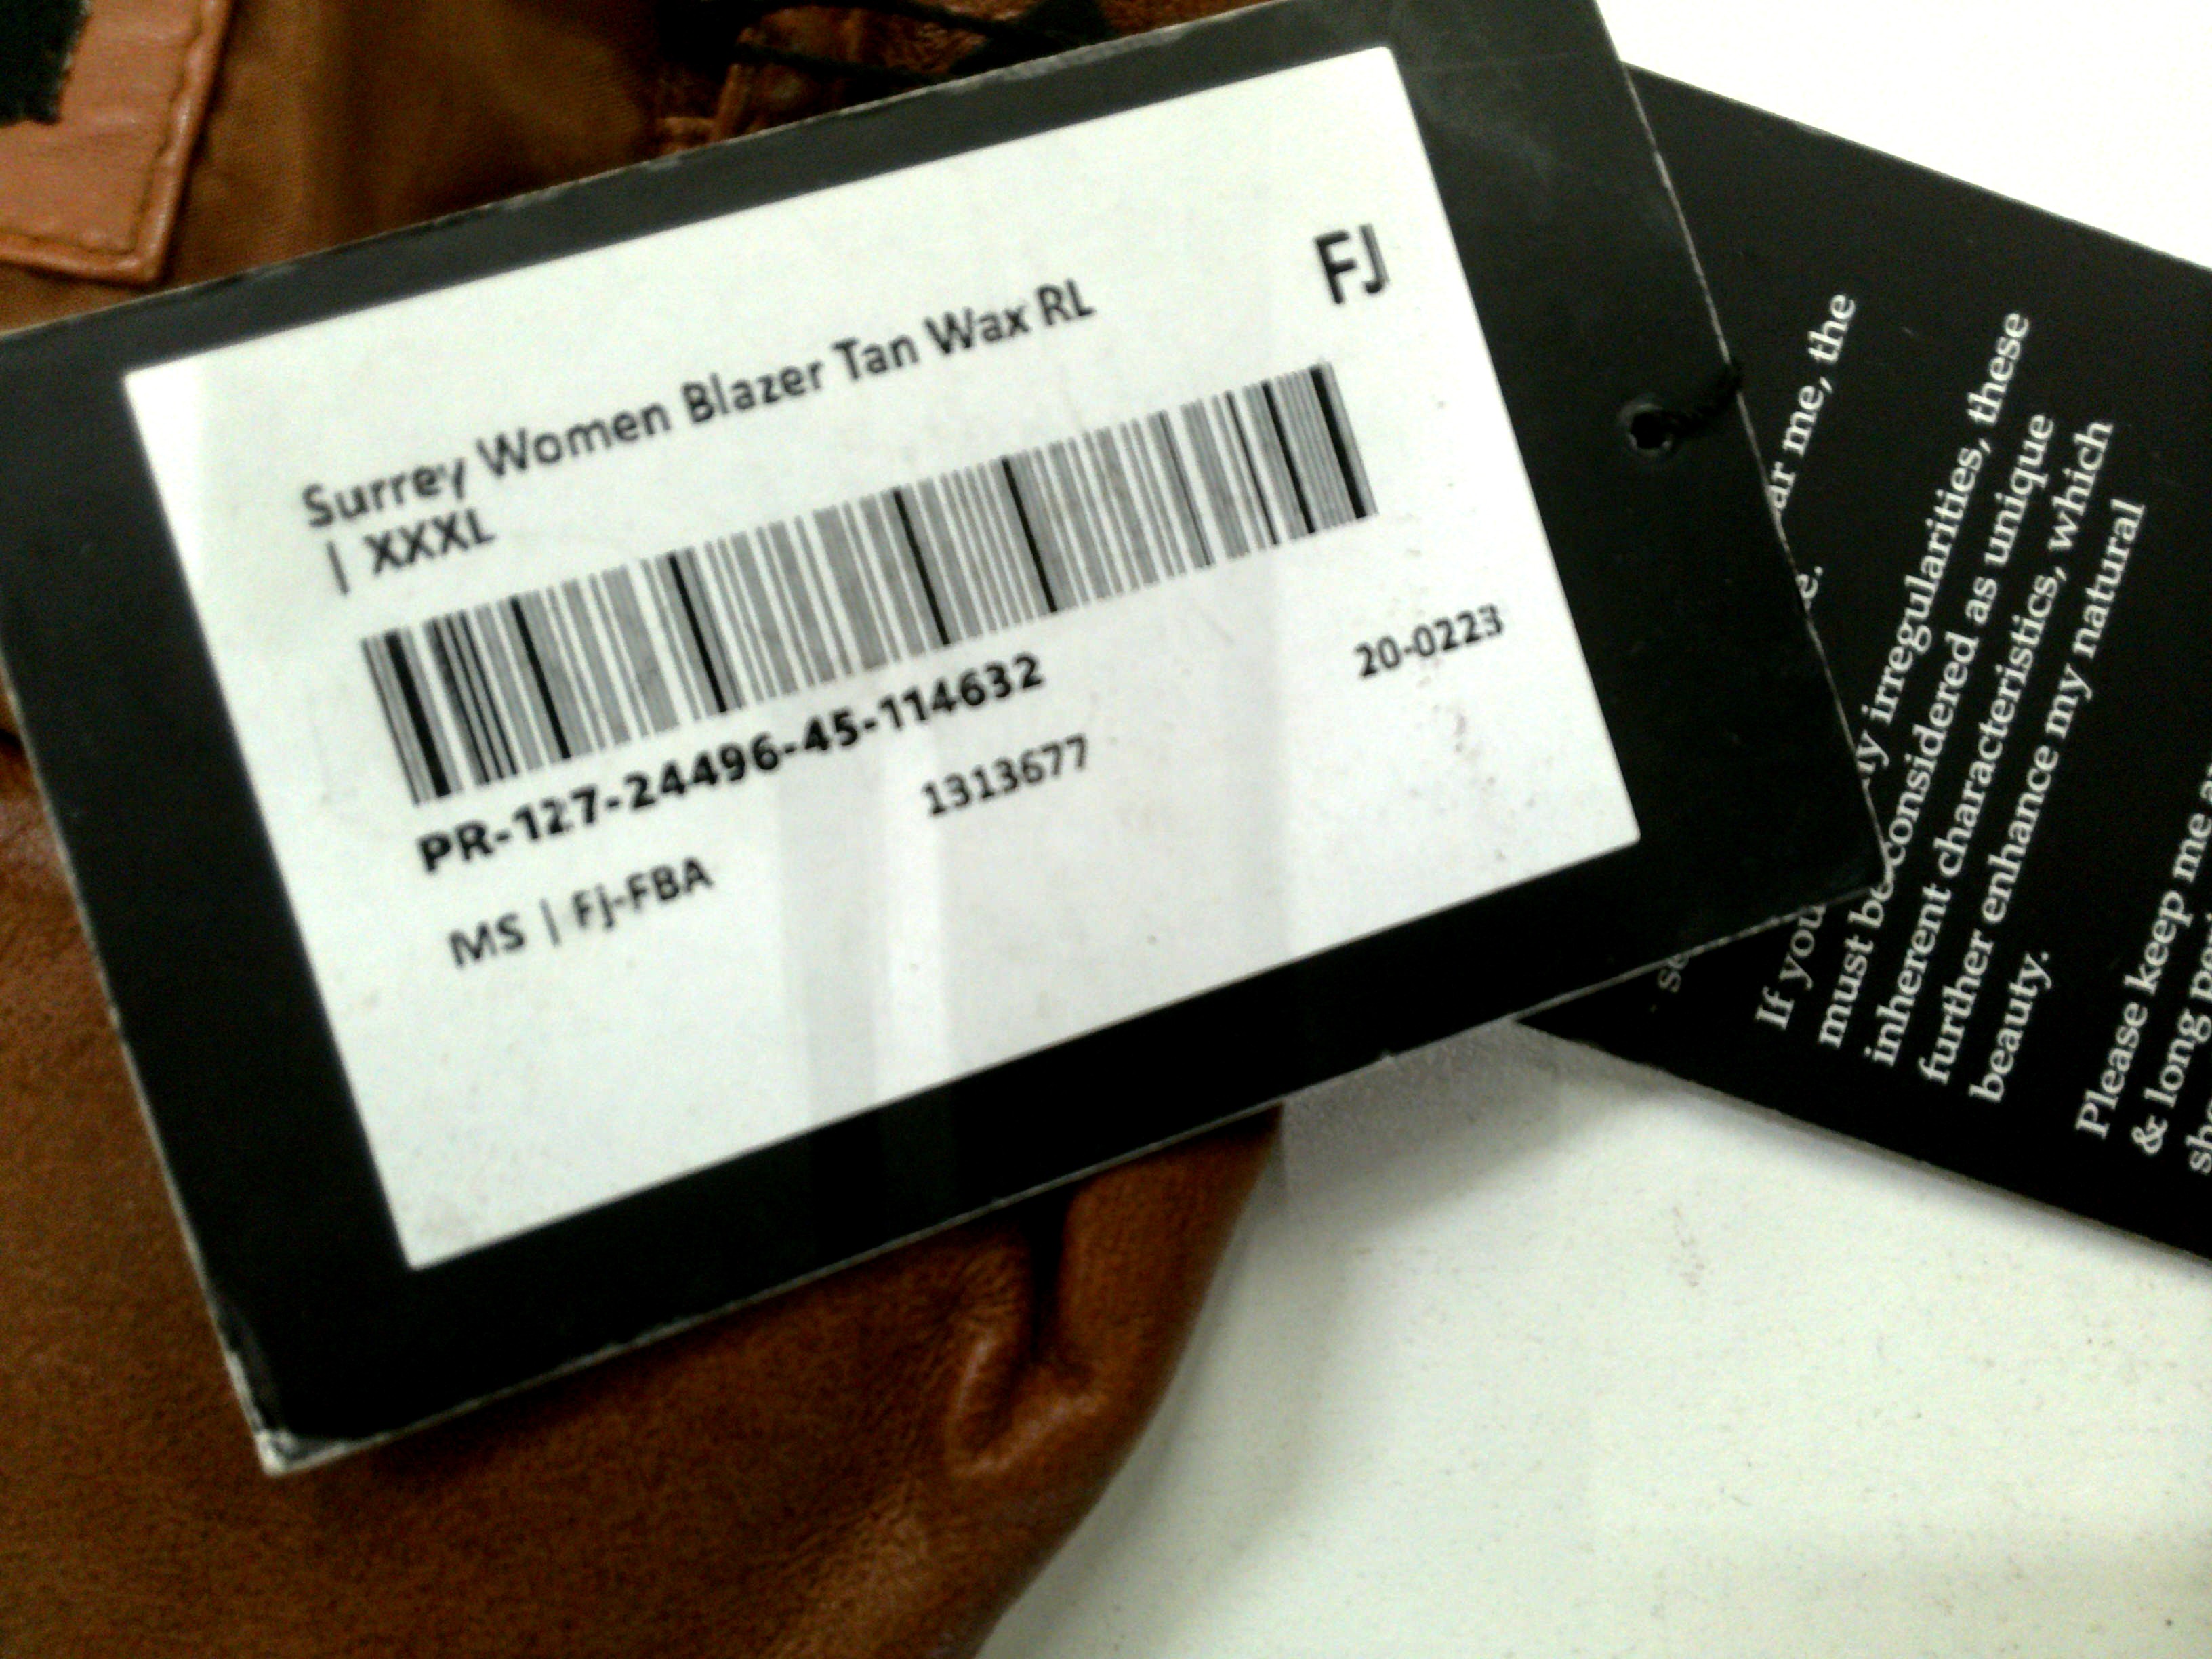 FJ
Surrey Women Blazer Tan Wax RL
| XXXL
PR-127-24496-45-114632
20-0223
1313677
MS | FJ-FBA
me, the
If you
irregularities, these
must be considered as unique
inherent characteristics, which
further enhance my natural
beauty.
Please keep me
& long